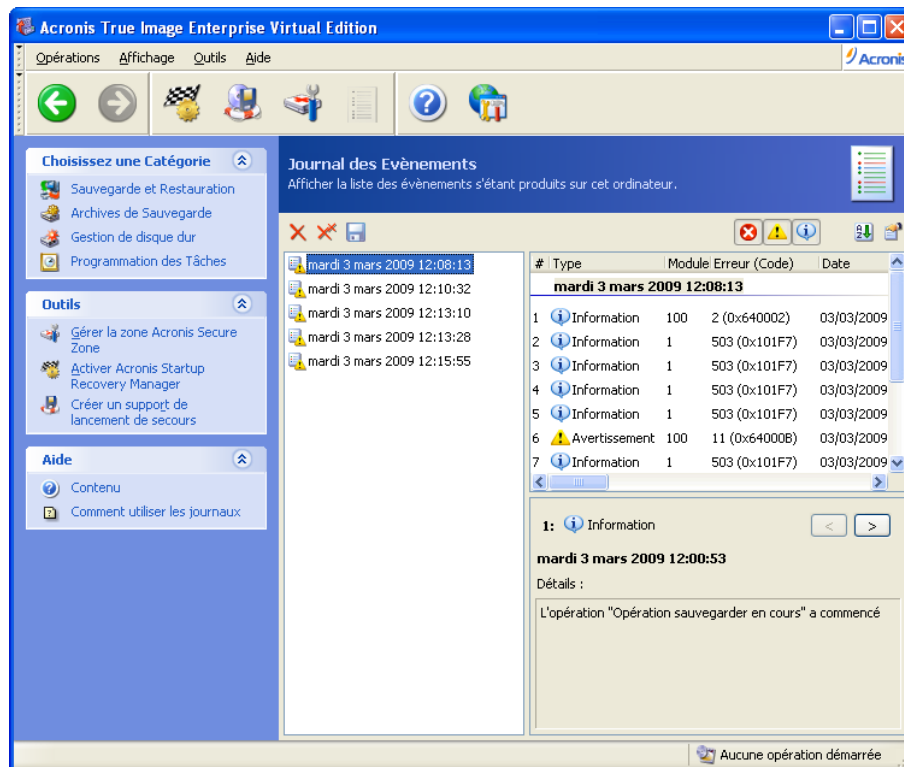 Acronis True Image Enterprise Virtual Edition
Opérations Affichage Outils Aide
Acronis
Choisissez une Catégorie
Sauvegarde et Restauration
Archives de Sauvegarde
Gestion de disque dur
Programmation des Tâches
Outils
Gérer la zone Acronis Secure
Zone
Activer Acronis Startup
Recovery Manager
Créer un support de
lancement de secours
Aide
Contenu
Comment utiliser les journaux
Journal des Evènements
Afficher la liste des évènements s'étant produits sur cet ordinateur.
mardi 3 mars 2009 12:08:13
mardi 3 mars 2009 12:10:32
mardi 3 mars 2009 12:13:10
mardi 3 mars 2009 12:13:28
mardi 3 mars 2009 12:15:55
# Type Module Erreur (Code) Date
mardi 3 mars 2009 12:08:13
1 Information 100 2 (0x640002) 03/03/2009
2 Information 1 503 (0x101F7) 03/03/2009
3 Information 1 503 (0x101F7) 03/03/2009
4 Information 1 503 (0x101F7) 03/03/2009
5 Information 1 503 (0x101F7) 03/03/2009
6 Avertissement 100 11 (0x64000B) 03/03/2009
7 Information 1 503 (0x101F7) 03/03/2009
1: Information
< >
mardi 3 mars 2009 12:00:53
Détails :
L'opération "Opération sauvegarder en cours" a commencé
Aucune opération démarrée